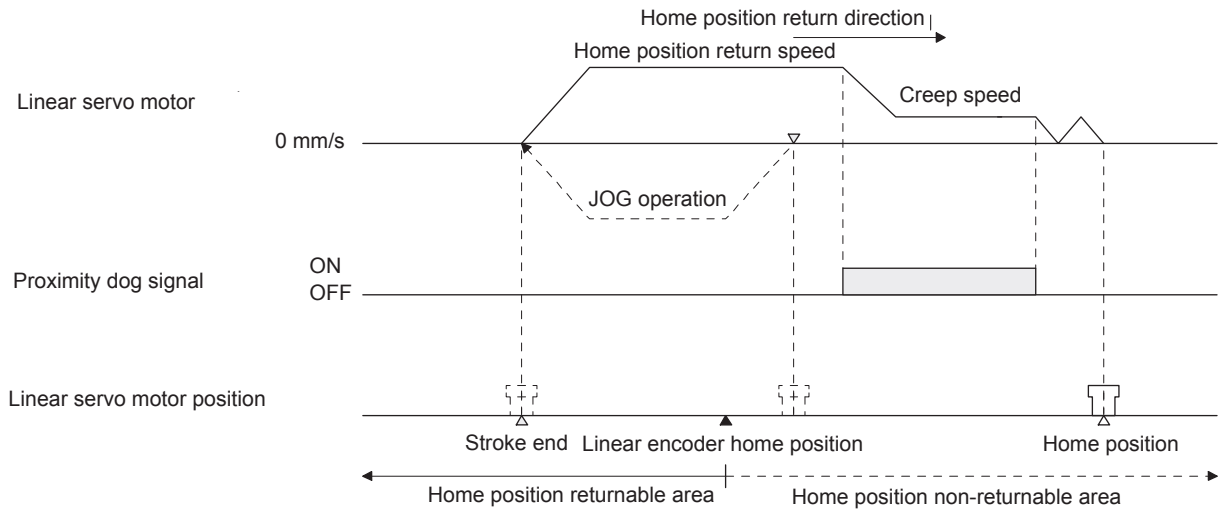 Home position return direction
Home position return speed
Linear servo motor
Creep speed
0 mm/s
JOG operation
ON
Proximity dog signal
OFF
Linear servo motor position
Stroke end
Linear encoder home position
Home position
Home position returnable area
Home position non-returnable area